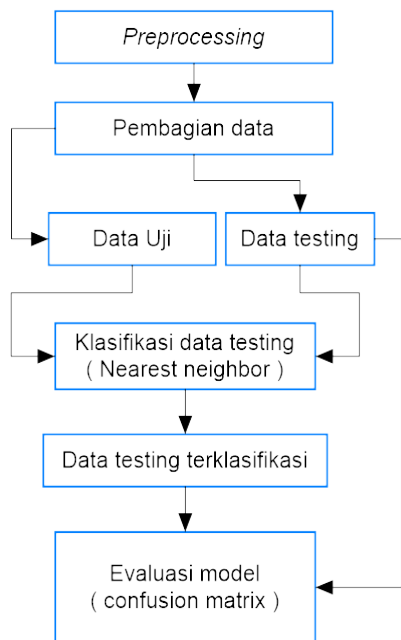 Preprocessing
Pembagian data
Data Uji
Data testing
Klasifikasi data testing
( Nearest neighbor )
Data testing terklasifikasi
Evaluasi model
( confusion matrix )